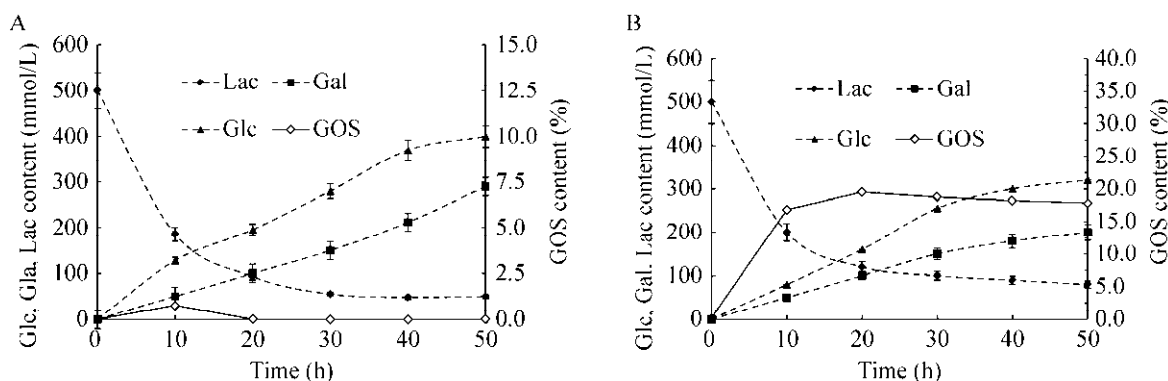 A
Glc, Gla, Lac content (mmol/L)
600
500
400
300
200
100
0
Lac
Gal
Glc
GOS
15.0
12.5
10.0
7.5
5.0
2.5
0.0
GOS content (%)
0 10 20 30 40 50
Time (h)
B
Glc, Gal, Lac content (mmol/L)
600
500
400
300
200
100
0
Lac
Gal
Glc
GOS
40.0
35.0
30.0
25.0
20.0
15.0
10.0
5.0
0.0
GOS content (%)
0 10 20 30 40 50
Time (h)